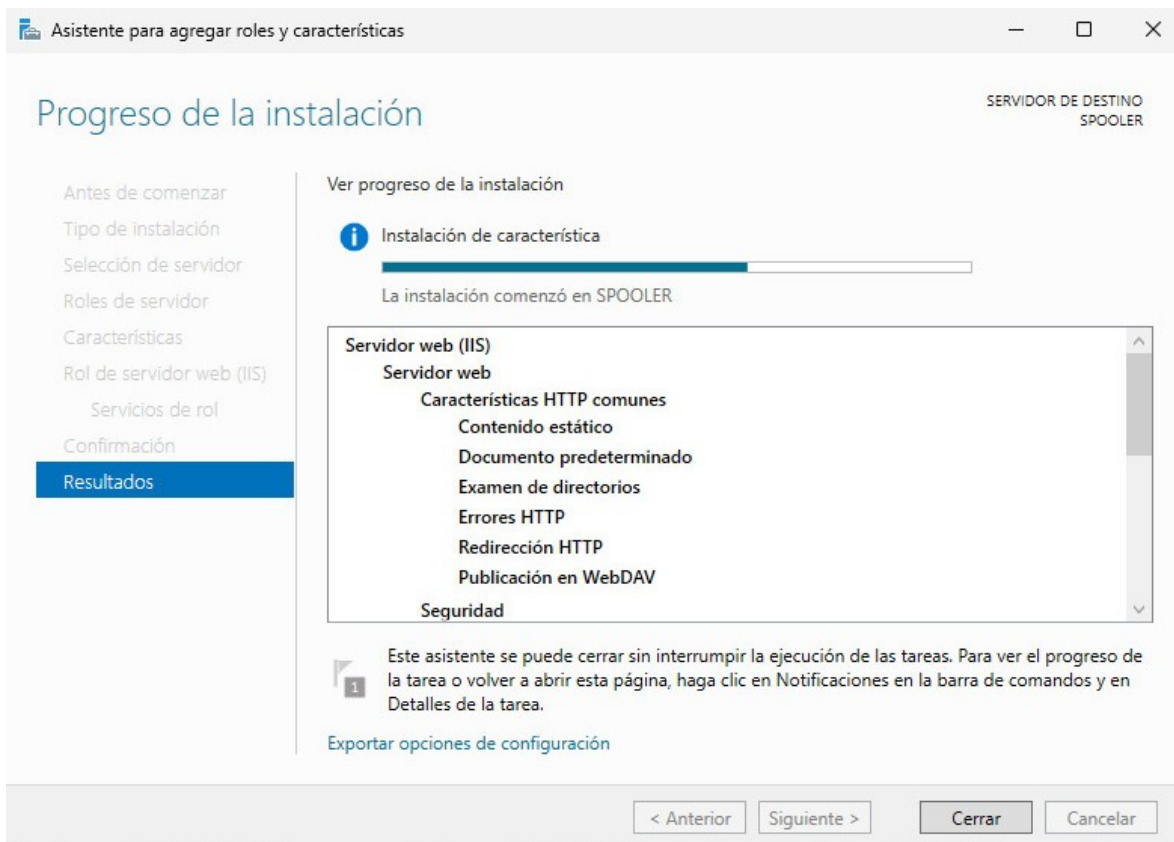 Asistente para agregar roles y características
Progreso de la instalación
SERVIDOR DE DESTINO
SPOOLER
Antes de comenzar
Tipo de instalación
Selección de servidor
Roles de servidor
Características
Rol de servidor web (IIS)
Servicios de rol
Confirmación
Resultados
Ver progreso de la instalación
Instalación de característica
La instalación comenzó en SPOOLER
Servidor web (IIS)
Servidor web
Características HTTP comunes
Contenido estático
Documento predeterminado
Examen de directorios
Errores HTTP
Redirección HTTP
Publicación en WebDAV
Seguridad
1
Este asistente se puede cerrar sin interrumpir la ejecución de las tareas. Para ver el progreso de
la tarea o volver a abrir esta página, haga clic en Notificaciones en la barra de comandos y en
Detalles de la tarea.
Exportar opciones de configuración
< Anterior
Siguiente >
Cerrar
Cancelar